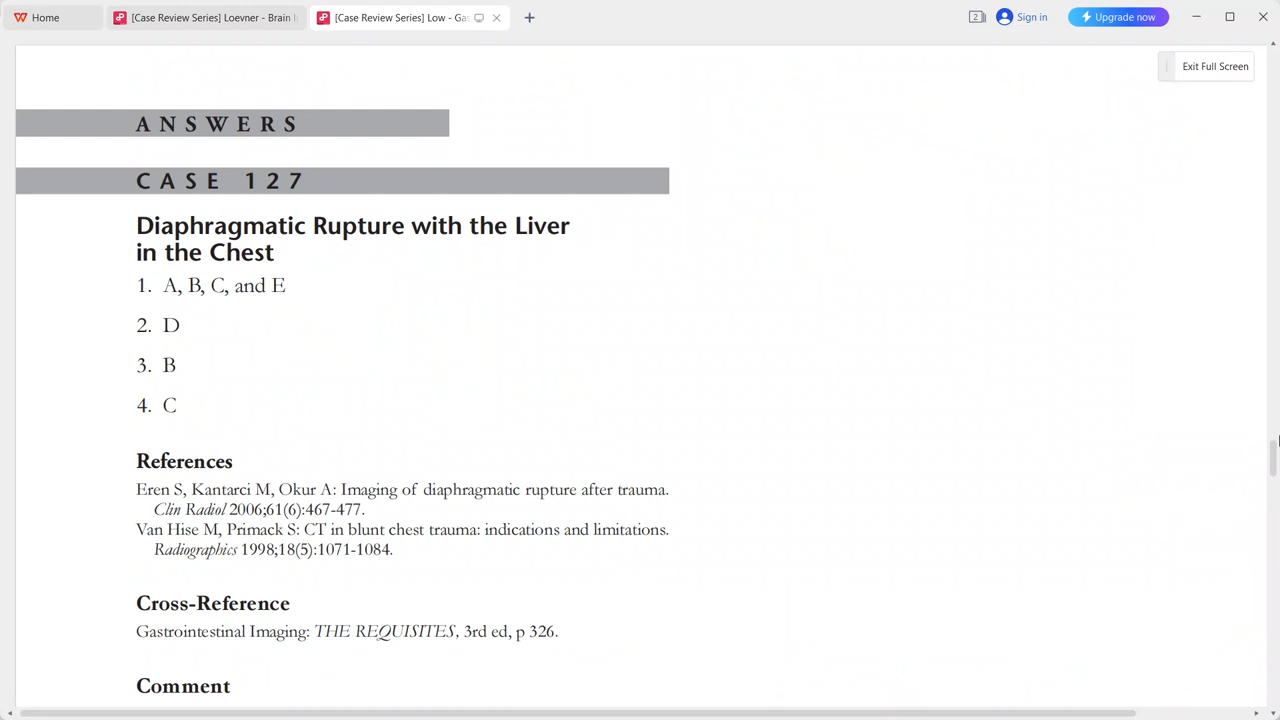 Home
[Case Review Series] Loevner - Brain
[Case Review Series] Low - Gas
2
Sign in
Upgrade now
Exit Full Screen
ANSWERS
CASE 127
Diaphragmatic Rupture with the Liver
in the Chest
1. A, B, C, and E
2. D
3. B
4. C
References
Eren S, Kantarci M, Okur A: Imaging of diaphragmatic rupture after trauma.
Clin Radiol 2006;61(6):467-477.
Van Hise M, Primack S: CT in blunt chest trauma: indications and limitations.
Radiographics 1998;18(5):1071-1084.
Cross-Reference
Gastrointestinal Imaging: THE REQUISITES, 3rd ed, p 326.
Comment